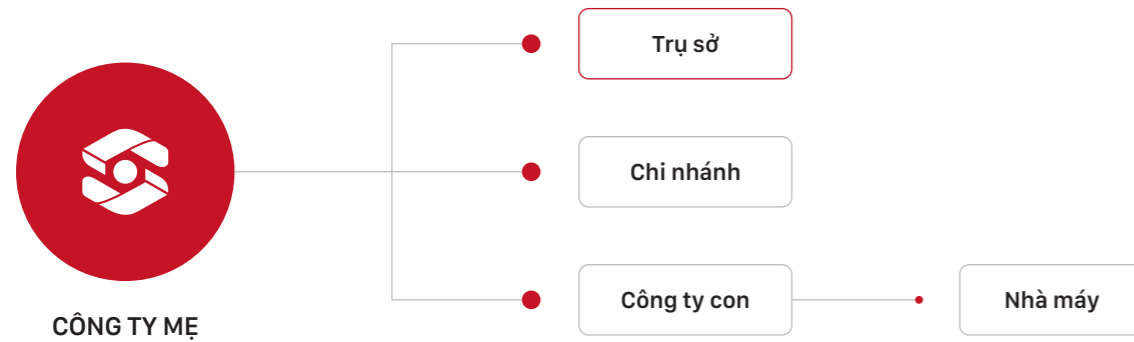 Trụ sở
Chi nhánh
Công ty con
Nhà máy
CÔNG TY MẸ